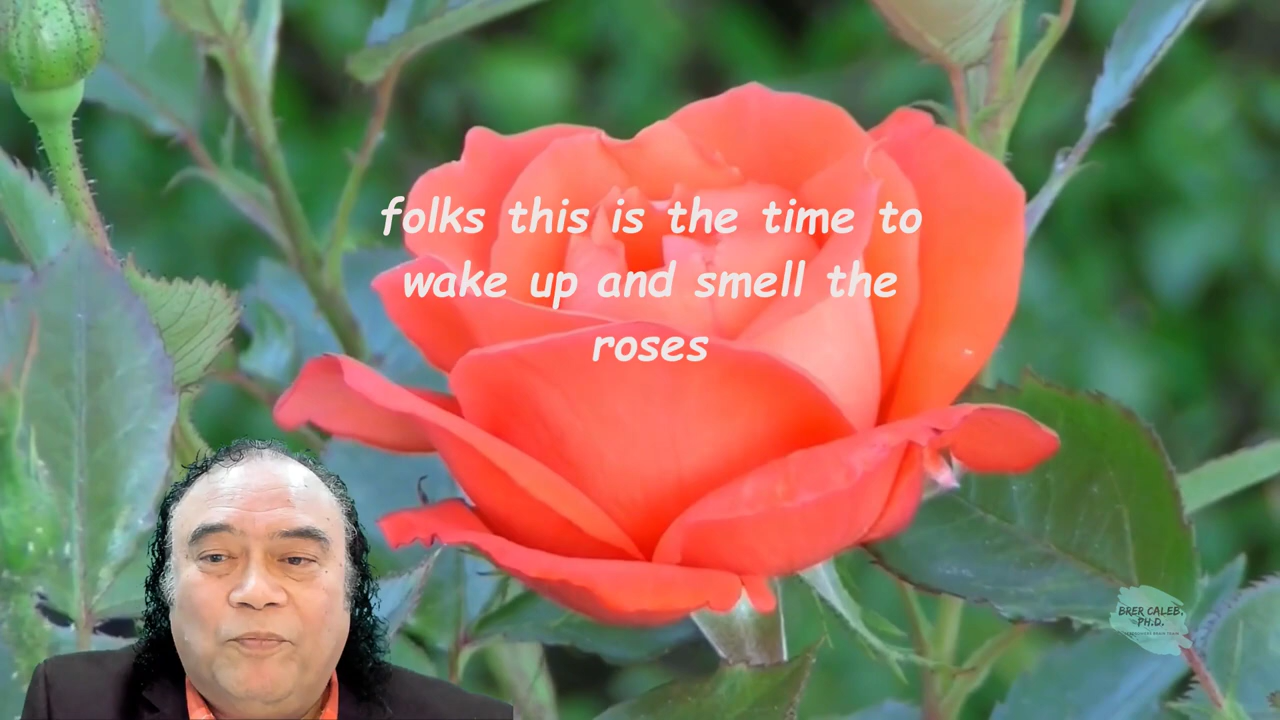 folks this is the time to
wake up and smell the
roses
BRER CALEB,
PH.D.